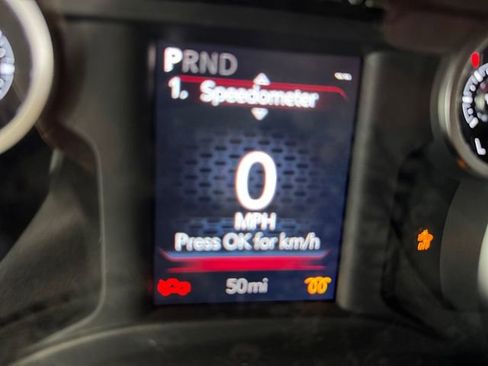 PRND
1. Speedometer
0
MPH
Press OK for km/h
50mi
L